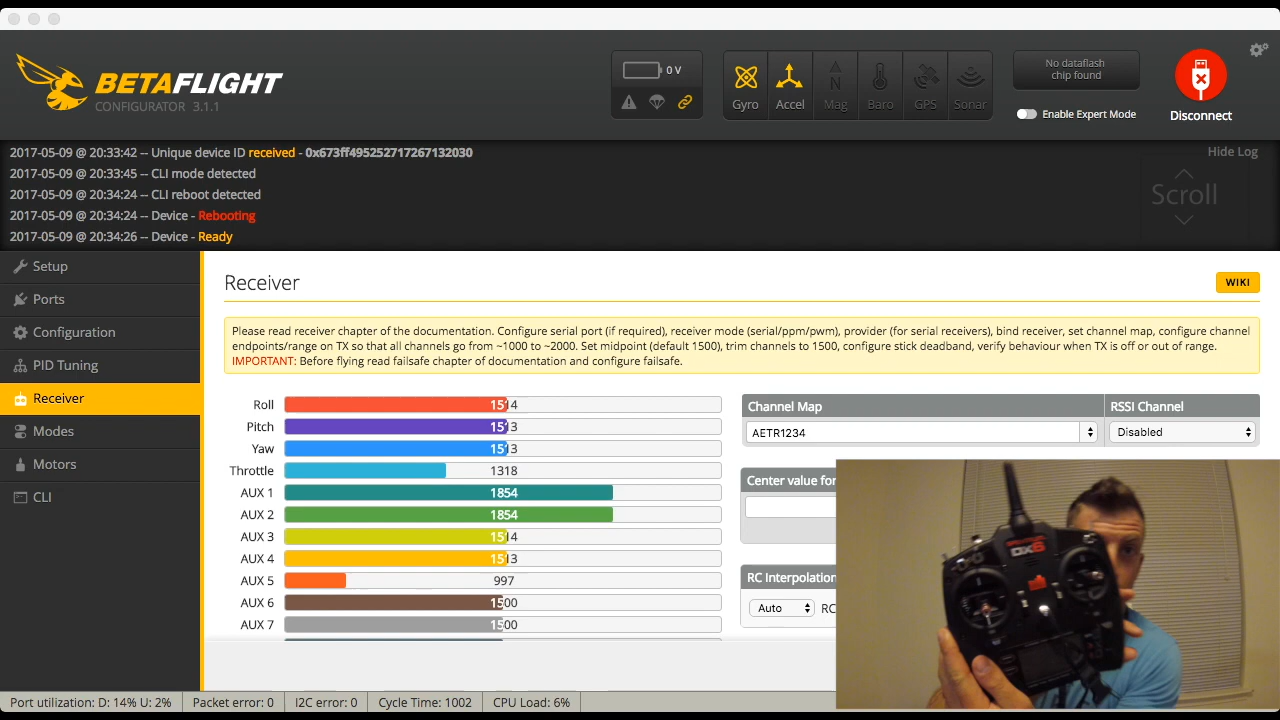 BETAFLIGHT
CONFIGURATOR 3.1.1
0 V
Gyro
Accel
Mag
Baro
GPS
Sonar
No dataflash
chip found
Enable Expert Mode
Disconnect
2017-05-09 @ 20:33:42 -- Unique device ID received - 0x673ff495252717267132030
2017-05-09 @ 20:33:45 -- CLI mode detected
2017-05-09 @ 20:34:24 -- CLI reboot detected
2017-05-09 @ 20:34:24 -- Device - Rebooting
2017-05-09 @ 20:34:26 -- Device - Ready
Hide Log
Scroll
Setup
Ports
Configuration
PID Tuning
Receiver
Modes
Motors
CLI
Receiver
WIKI
Please read receiver chapter of the documentation. Configure serial port (if required), receiver mode (serial/ppm/pwm), provider (for serial receivers), bind receiver, set channel map, configure channel
endpoints/range on TX so that all channels go from ~1000 to ~2000. Set midpoint (default 1500), trim channels to 1500, configure stick deadband, verify behaviour when TX is off or out of range.
IMPORTANT: Before flying read failsafe chapter of documentation and configure failsafe.
Roll 1514
Pitch 1513
Yaw 1513
Throttle 1318
AUX 1 1854
AUX 2 1854
AUX 3 1514
AUX 4 1513
AUX 5 997
AUX 6 1500
AUX 7 1500
Channel Map
RSSI Channel
AETR1234
Disabled
Center value for
RC Interpolation
Auto
RC
DX6
Port utilization: D: 14% U: 2%
Packet error: 0
I2C error: 0
Cycle Time: 1002
CPU Load: 6%